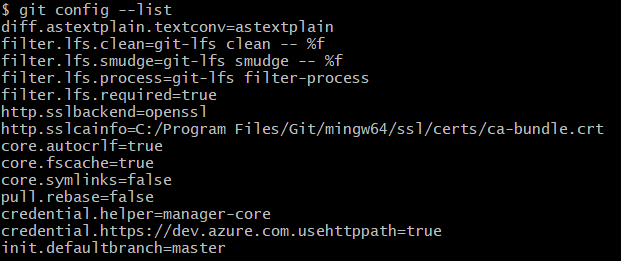 $ git config --list
diff.astextplain.textconv=astextplain
filter.lfs.clean=git-lfs clean -- %f
filter.lfs.smudge=git-lfs smudge -- %f
filter.lfs.process=git-lfs filter-process
filter.lfs.required=true
http.sslbackend=openssl
http.sslcainfo=C:/Program Files/Git/mingw64/ssl/certs/ca-bundle.crt
core.autocrlf=true
core.fscache=true
core.symlinks=false
pull.rebase=false
credential.helper=manager-core
credential.https://dev.azure.com.usehttppath=true
init.defaultbranch=master